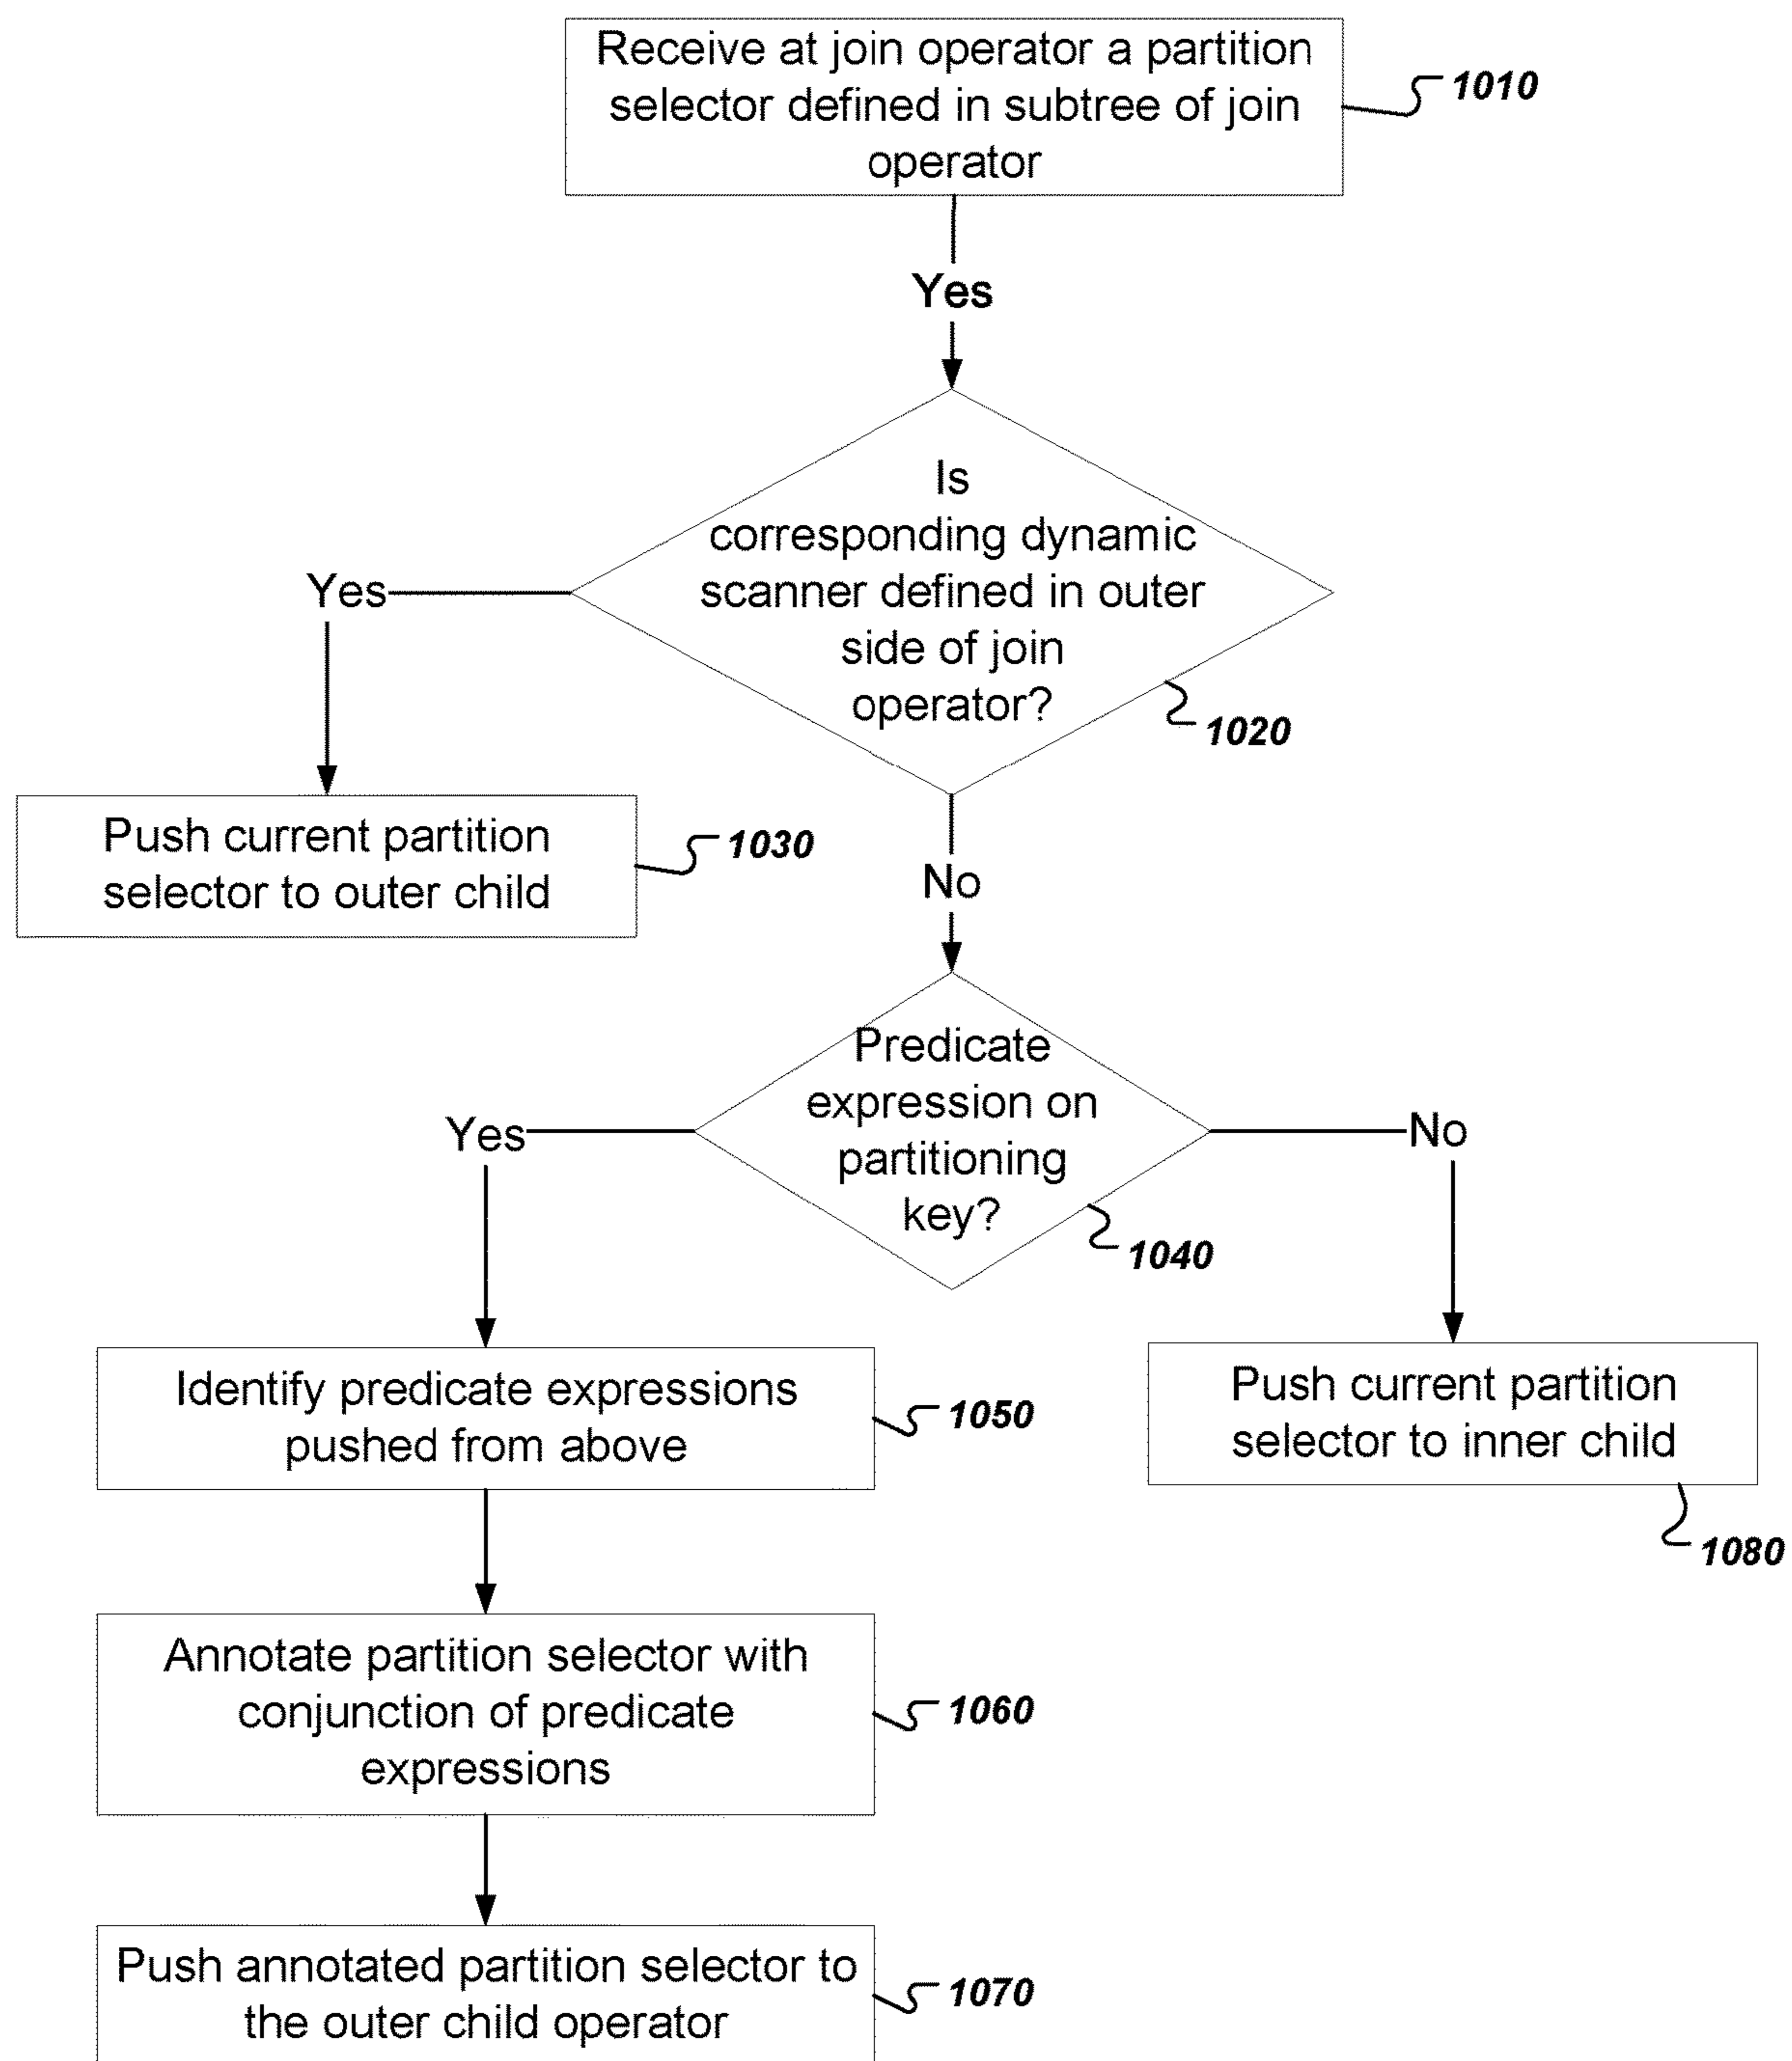 Receive at join operator a partition
selector defined in subtree of join
operator
1010
Yes
Is
corresponding dynamic
scanner defined in outer
side of join
operator?
1020
Yes
Push current partition
selector to outer child
1030
No
Predicate
expression on
partitioning
key?
1040
Yes
No
Identify predicate expressions
pushed from above
1050
Push current partition
selector to inner child
1080
Annotate partition selector with
conjunction of predicate
expressions
1060
Push annotated partition selector to
the outer child operator
1070